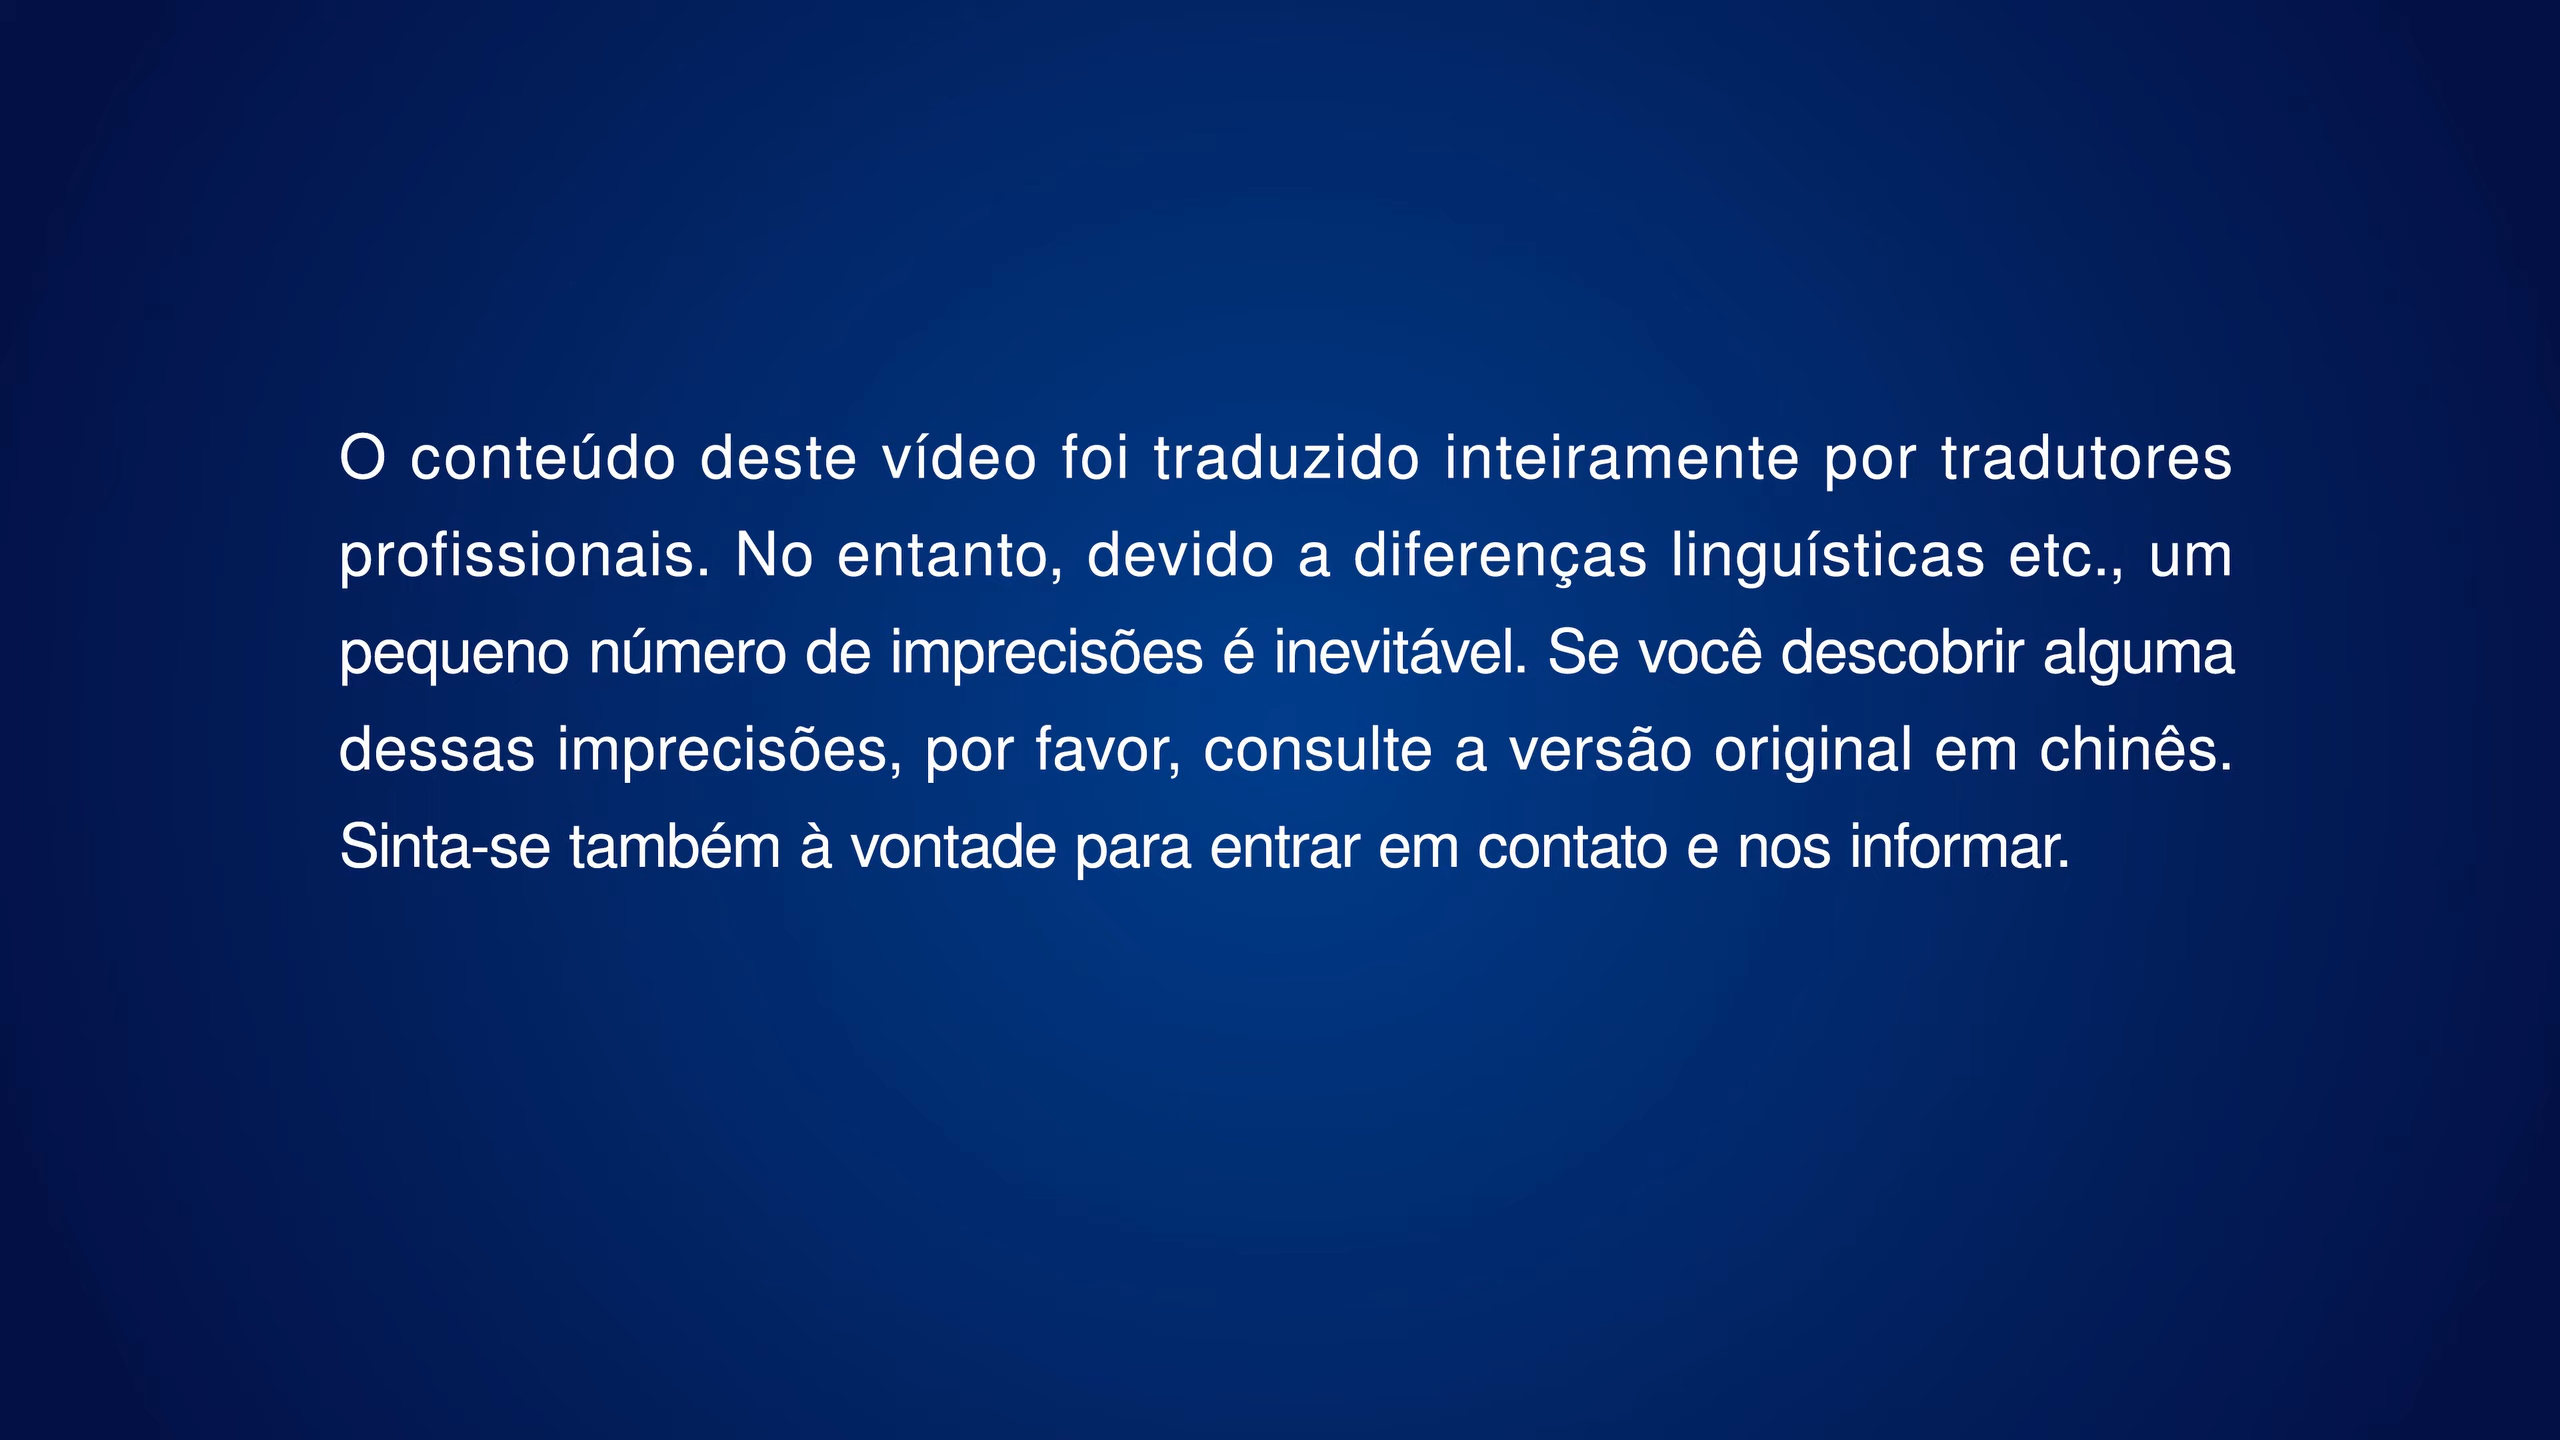 O conteúdo deste vídeo foi traduzido inteiramente por tradutores
profissionais. No entanto, devido a diferenças linguísticas etc., um
pequeno número de imprecisões é inevitável. Se você descobrir alguma
dessas imprecisões, por favor, consulte a versão original em chinês.
Sinta-se também à vontade para entrar em contato e nos informar.